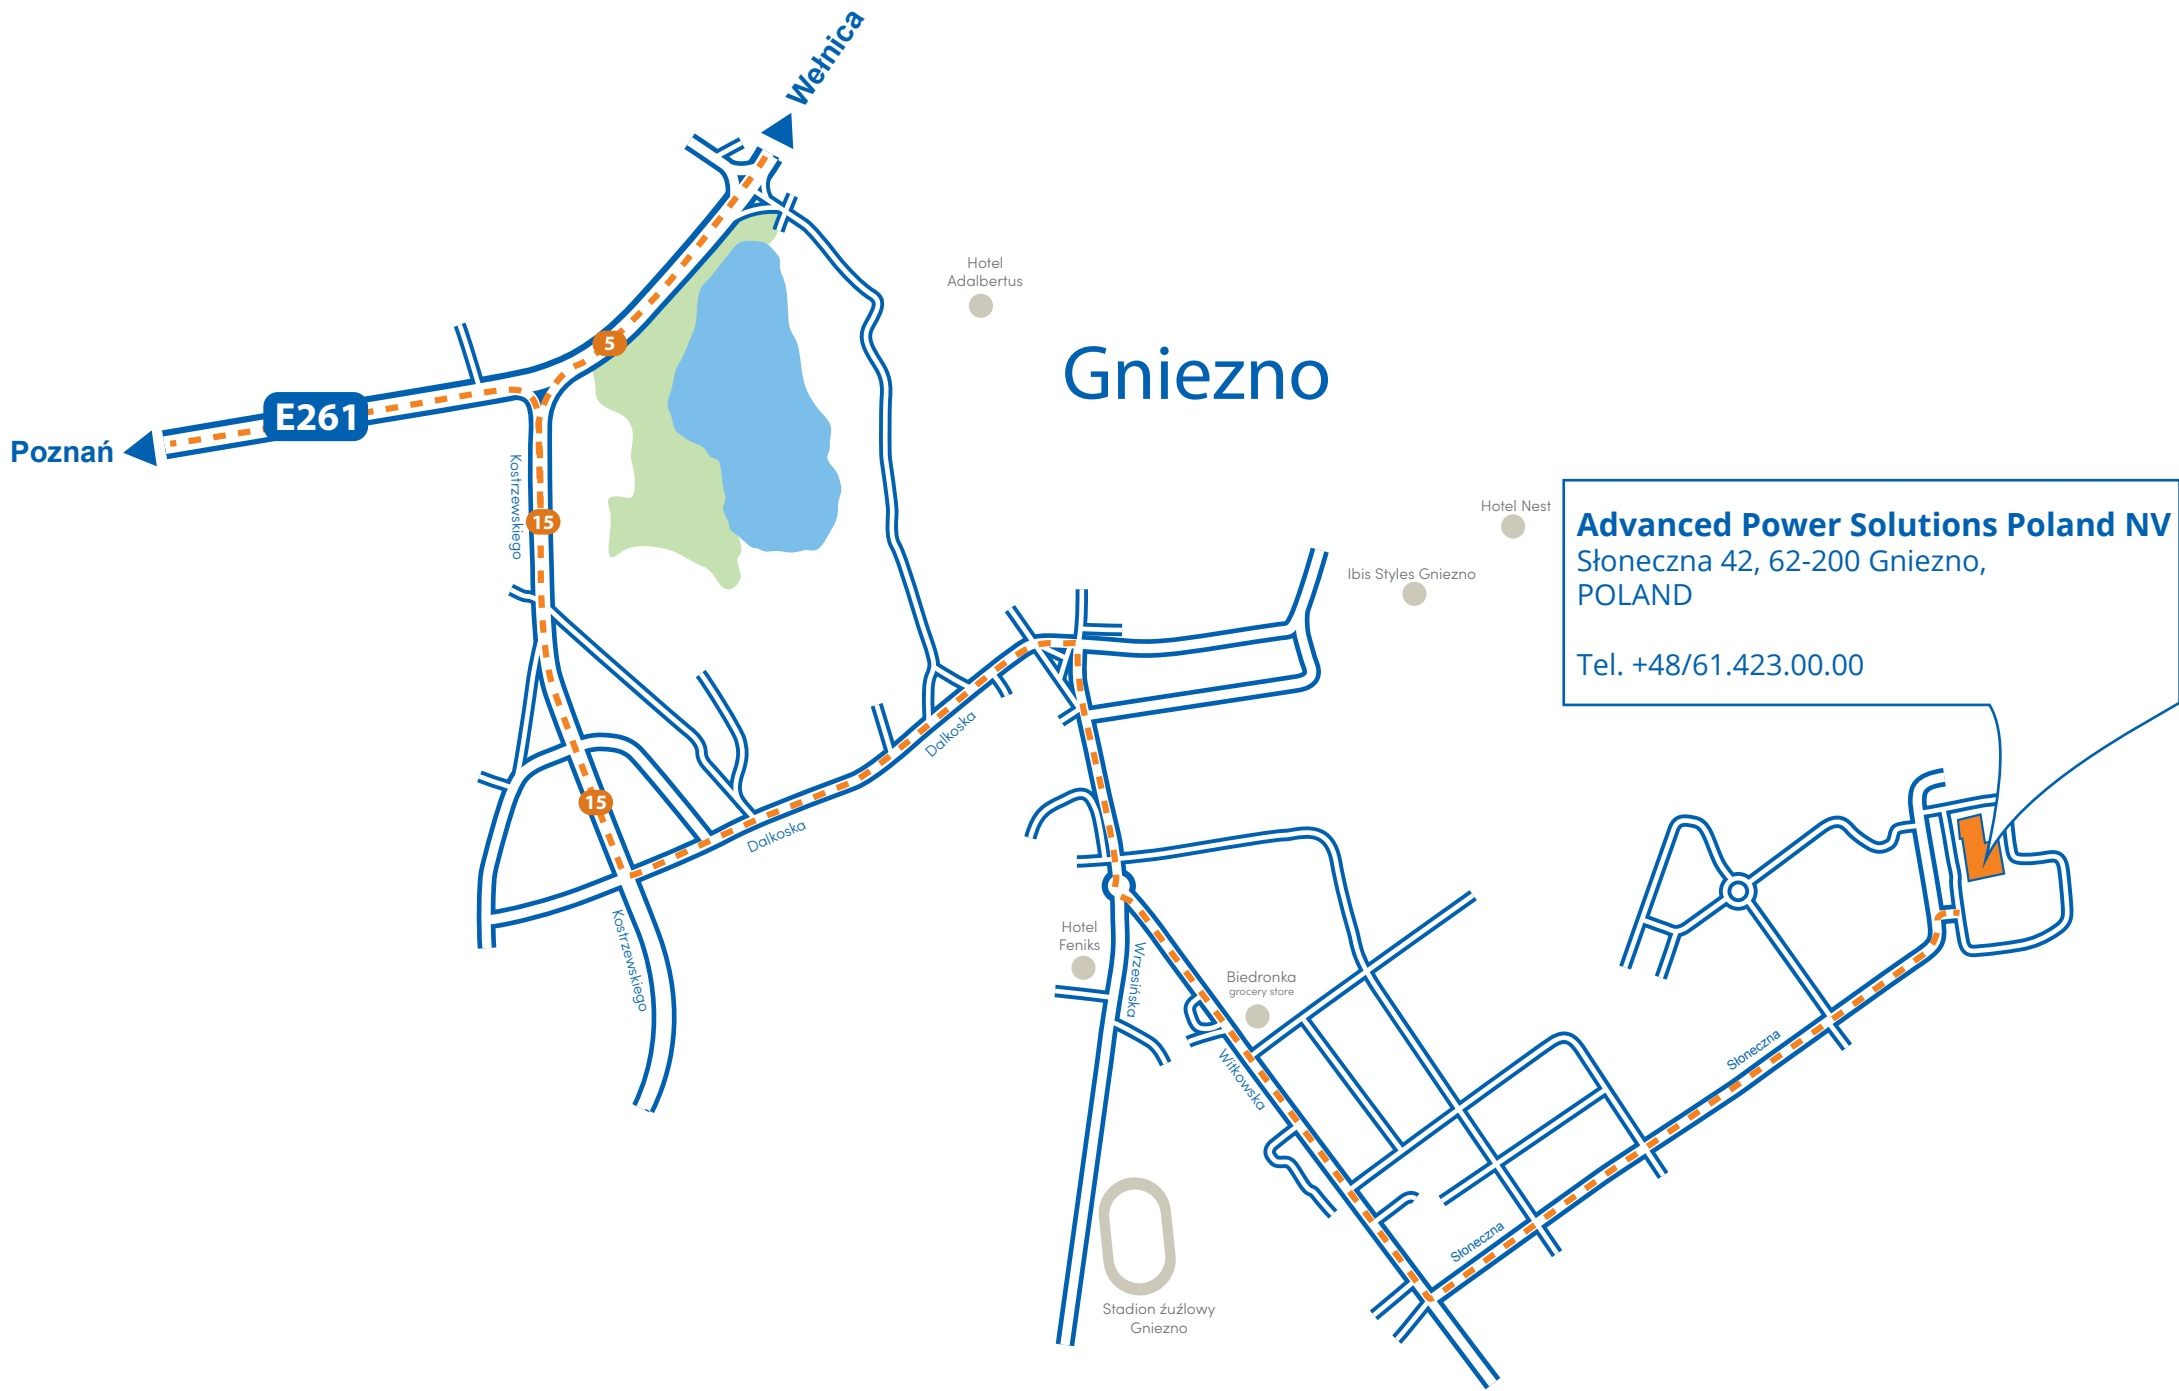 Wełnica
Hotel
Adalbertus
5
Gniezno
E261
Poznań
Kostrzewskiego
15
Hotel Nest
Advanced Power Solutions Poland NV
Słoneczna 42, 62-200 Gniezno,
POLAND
Tel. +48/61.423.00.00
Ibis Styles Gniezno
Dalkoska
15
Dalkoska
Kostrzewskiego
Hotel
Feniks
Wrzesińska
Biedronka
grocery store
Witkowska
Słoneczna
Słoneczna
Stadion źuźlowy
Gniezno